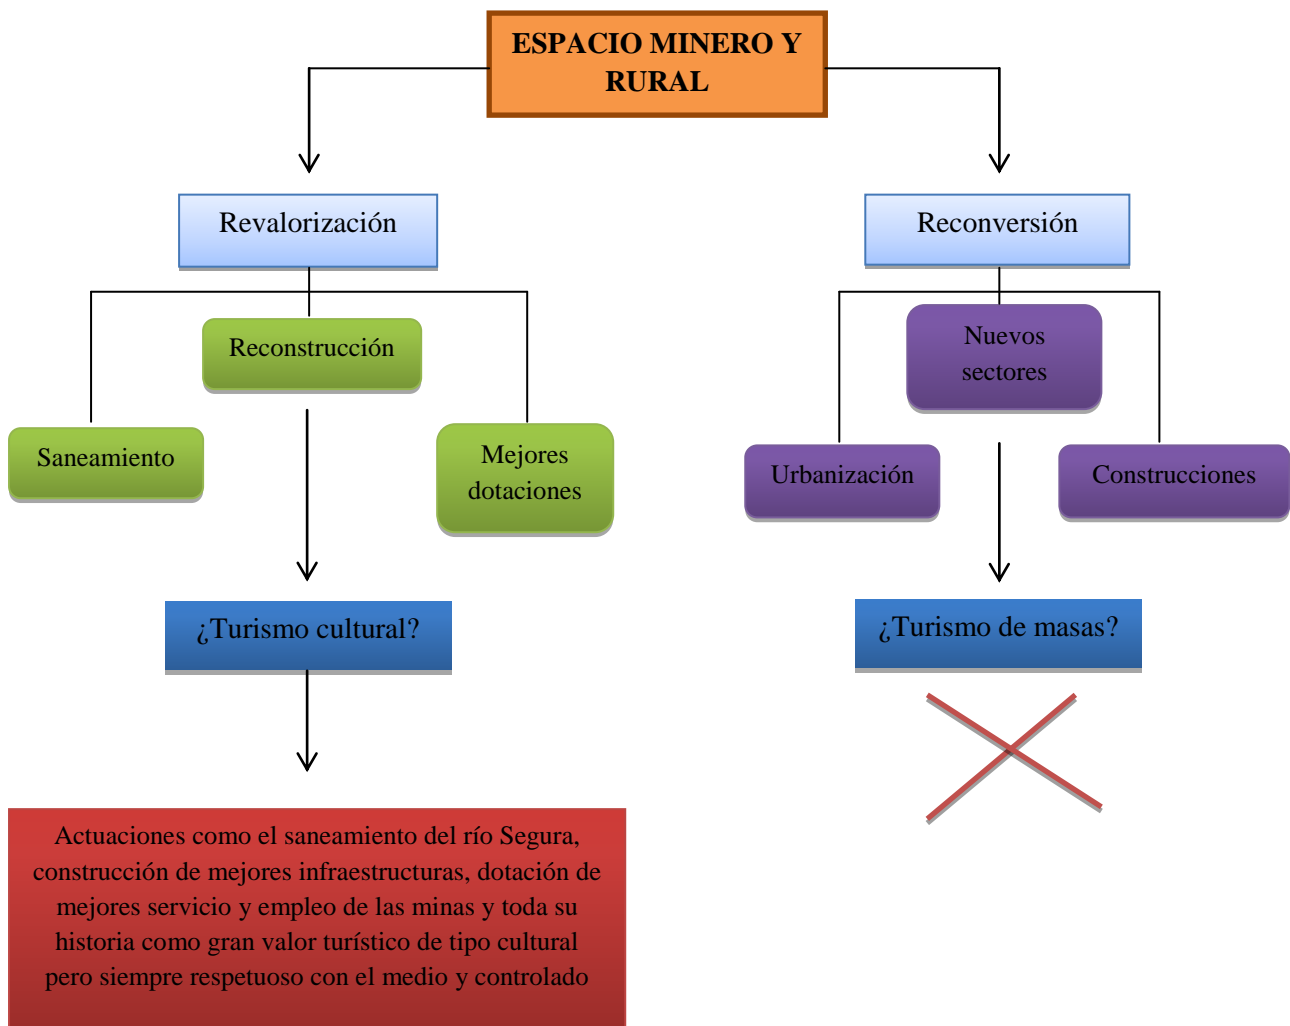 ESPACIO MINERO Y
RURAL
Revalorización
Reconversión
Reconstrucción
Nuevos
sectores
Saneamiento
Mejores
dotaciones
Urbanización
Construcciones
¿Turismo cultural?
¿Turismo de masas?
Actuaciones como el saneamiento del río Segura,
construcción de mejores infraestructuras, dotación de
mejores servicio y empleo de las minas y toda su
historia como gran valor turístico de tipo cultural
pero siempre respetuoso con el medio y controlado